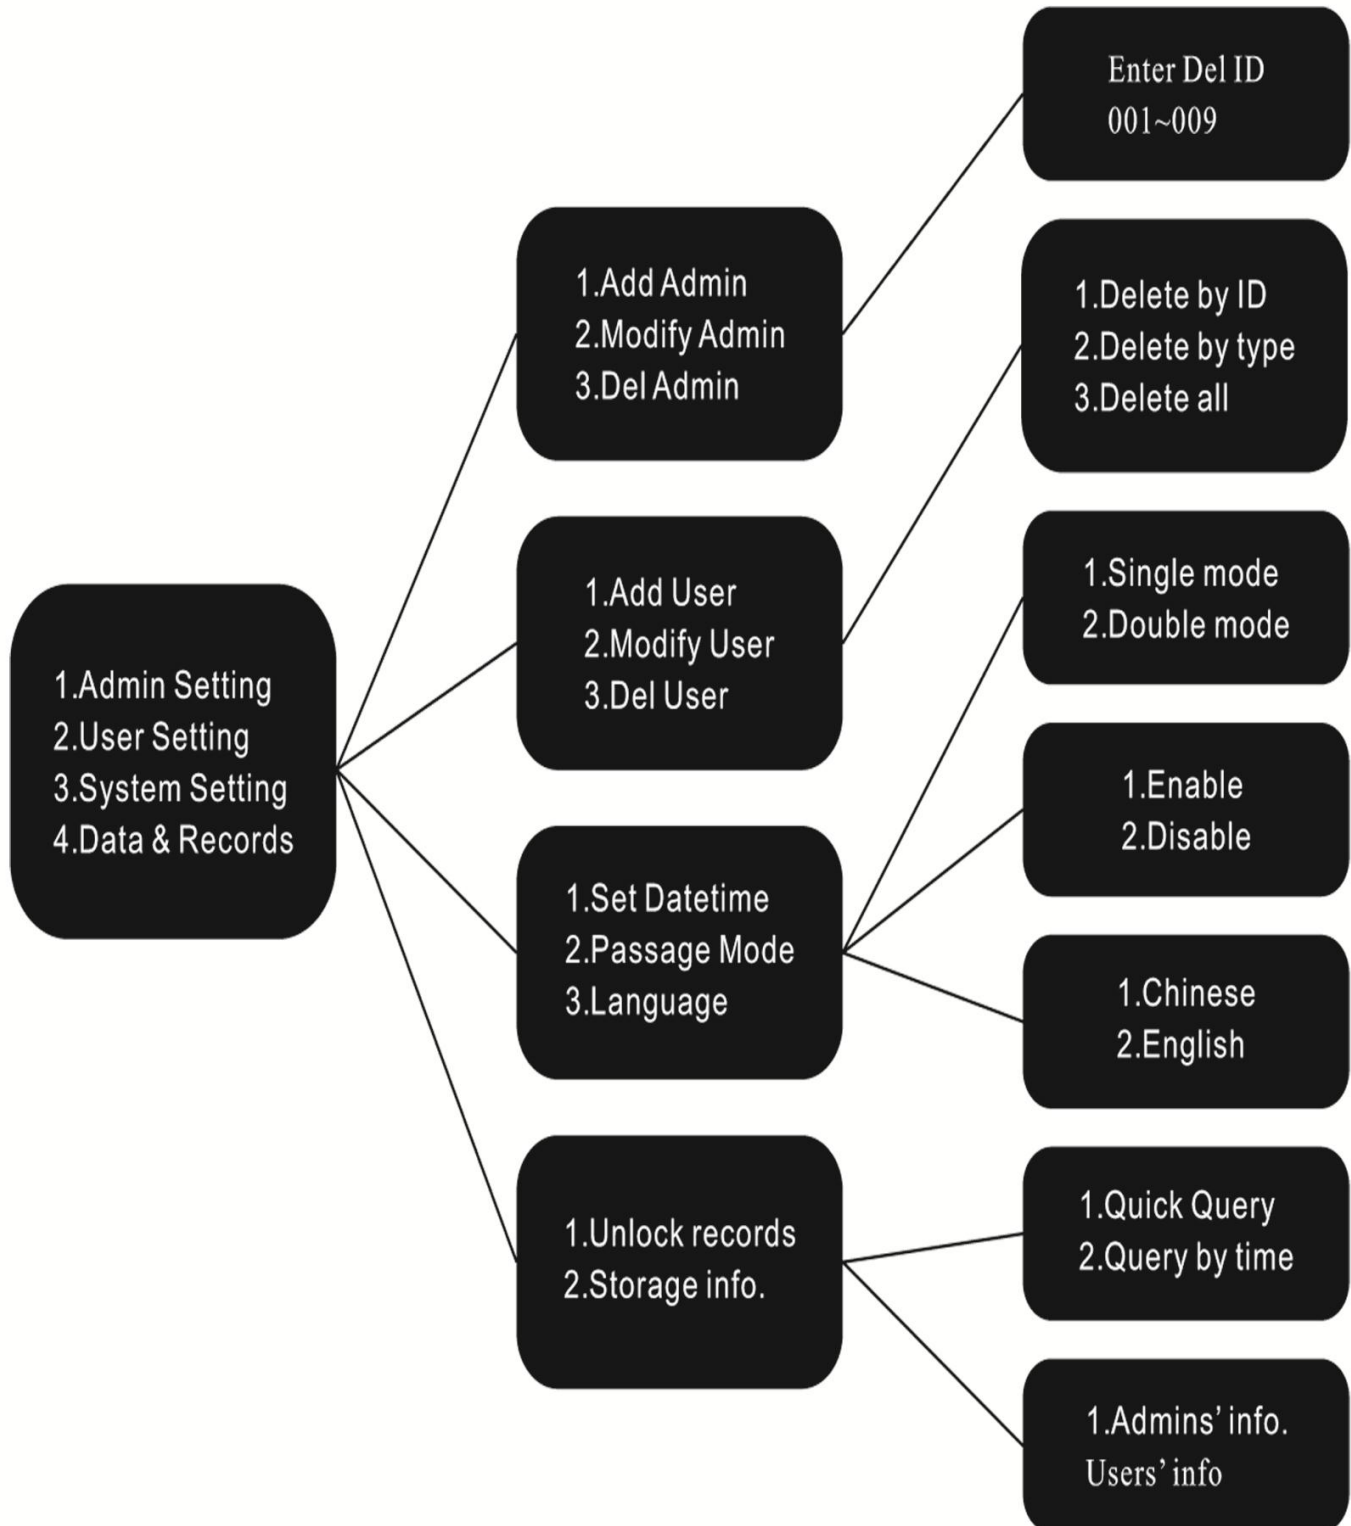 1.Admin Setting
2.User Setting
3.System Setting
4.Data & Records
1.Add Admin
2.Modify Admin
3.Del Admin
1.Add User
2.Modify User
3.Del User
1.Set Datetime
2.Passage Mode
3.Language
1.Unlock records
2.Storage info.
Enter Del ID
001~009
1.Delete by ID
2.Delete by type
3.Delete all
1.Single mode
2.Double mode
1.Enable
2.Disable
1.Chinese
2.English
1.Quick Query
2.Query by time
1.Admins’ info.
Users’ info